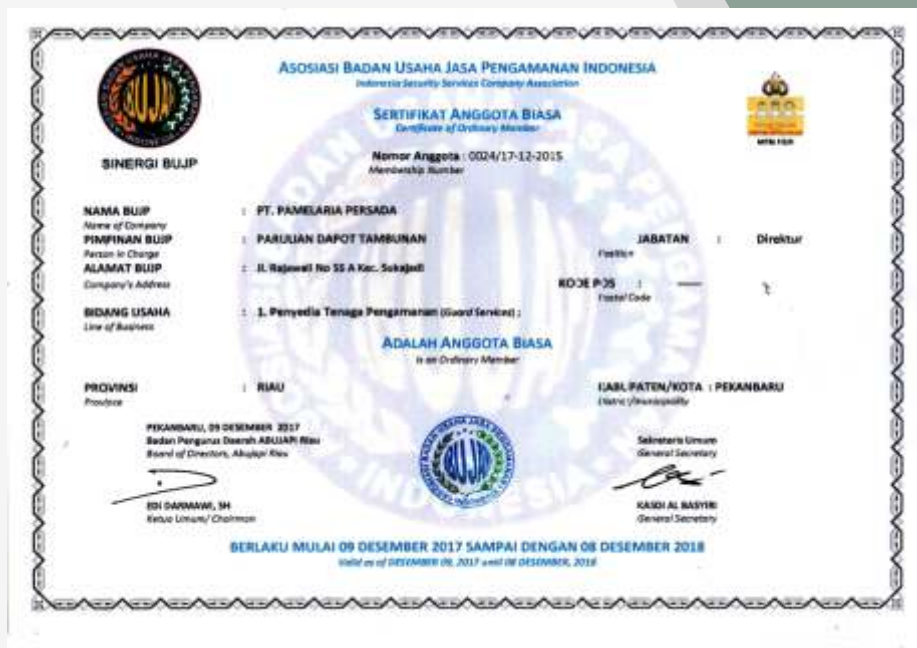 ASOSIASI BADAN USAHA JASA PENGAMANAN INDONESIA
Indonesia Security Services Company Association
SERTIFIKAT ANGGOTA BIASA
Certificate of Ordinary Member
SINERGI BUJP
Nomor Anggota : 0024/17-12-2015
Membership Number
NAMA BUJP : PT. PAMELARIA PERSADA
Name of Company
PIMPINAN BUJP : PARULIAN DAPOT TAMBUNAN JABATAN : Direktur
Person in Charge Position
ALAMAT BUJP : Jl. Rajawali No 55 A Kec. Sukajadi
Company's Address KODE POS :
Postal Code
BIDANG USAHA : 1. Penyedia Tenaga Pengamanan (Guard Services) ;
Line of Business
ADALAH ANGGOTA BIASA
is an Ordinary Member
PROVINSI : RIAU KABUPATEN/KOTA : PEKANBARU
Province District/municipality
PEKANBARU, 09 DESEMBER 2017
Badan Pengurus Daerah ABUJAPI Riau Sekretaris Umum
Board of Directors, Abujapi Riau General Secretary
EDI DARMAWI, SH KASDI AL BASYIRI
Ketua Umum/ Chairman General Secretary
BERLAKU MULAI 09 DESEMBER 2017 SAMPAI DENGAN 08 DESEMBER 2018
Valid as of DESEMBER 09, 2017 until 08 DESEMBER, 2018